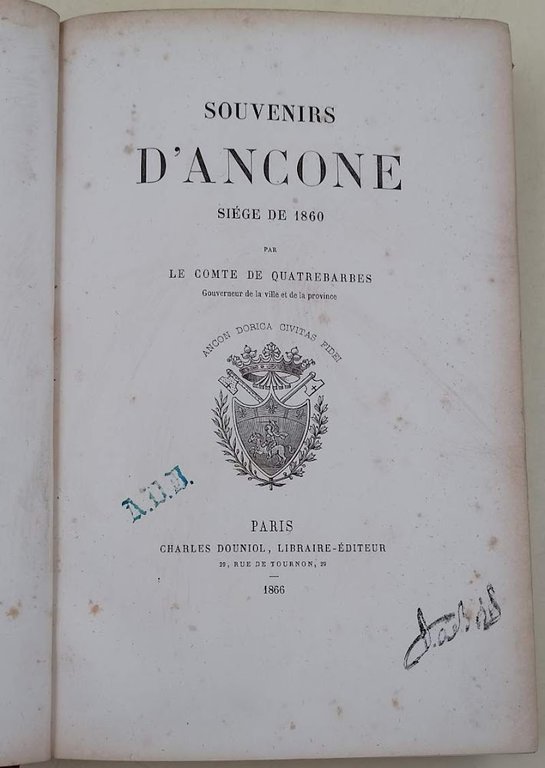 SOUVENIRS
D'ANCONE
SIÉGE DE 1860
PAR
LE COMTE DE QUATREBARBES
Gouverneur de la ville et de la province
ANCON DORICA CIVITAS FIDEI
PARIS
CHARLES DOUNIOL, LIBRAIRE-ÉDITEUR
29, RUE DE TOURNON, 29
1866